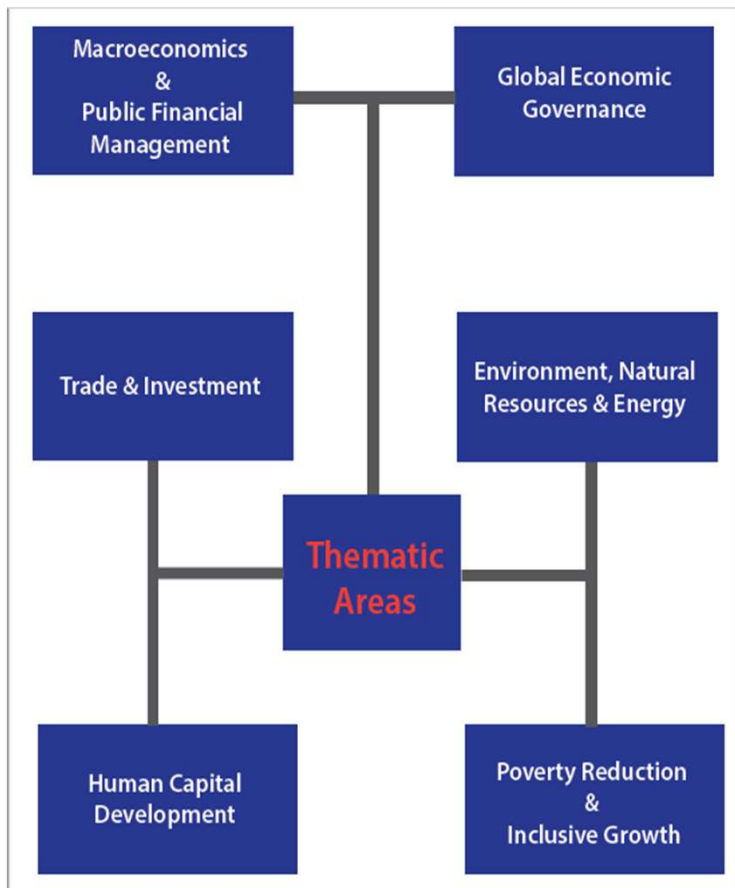 Macroeconomics
&
Public Financial
Management
Global Economic
Governance
Trade & Investment
Environment, Natural
Resources & Energy
Thematic
Areas
Human Capital
Development
Poverty Reduction
&
Inclusive Growth